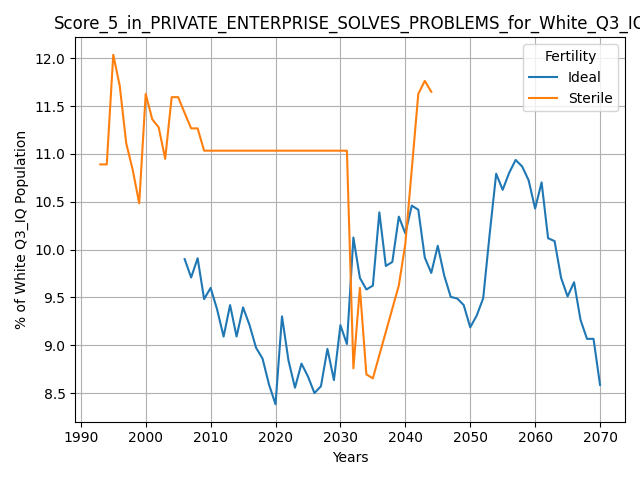 Score_5_in_PRIVATE_ENTERPRISE_SOLVES_PROBLEMS_for_White_Q3_IQ
Fertility
Ideal
Sterile
% of White Q3_IQ Population
12.0
11.5
11.0
10.5
10.0
9.5
9.0
8.5
1990 2000 2010 2020 2030 2040 2050 2060 2070
Years